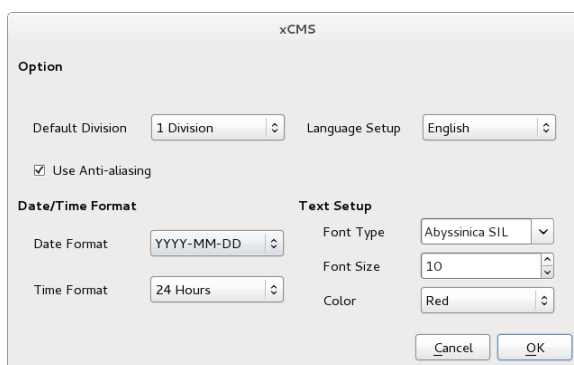 xCMS
Option
Default Division 1 Division Language Setup English
Use Anti-aliasing
Date/Time Format
Date Format YYYY-MM-DD
Time Format 24 Hours
Text Setup
Font Type Abyssinica SIL
Font Size 10
Color Red
Cancel OK